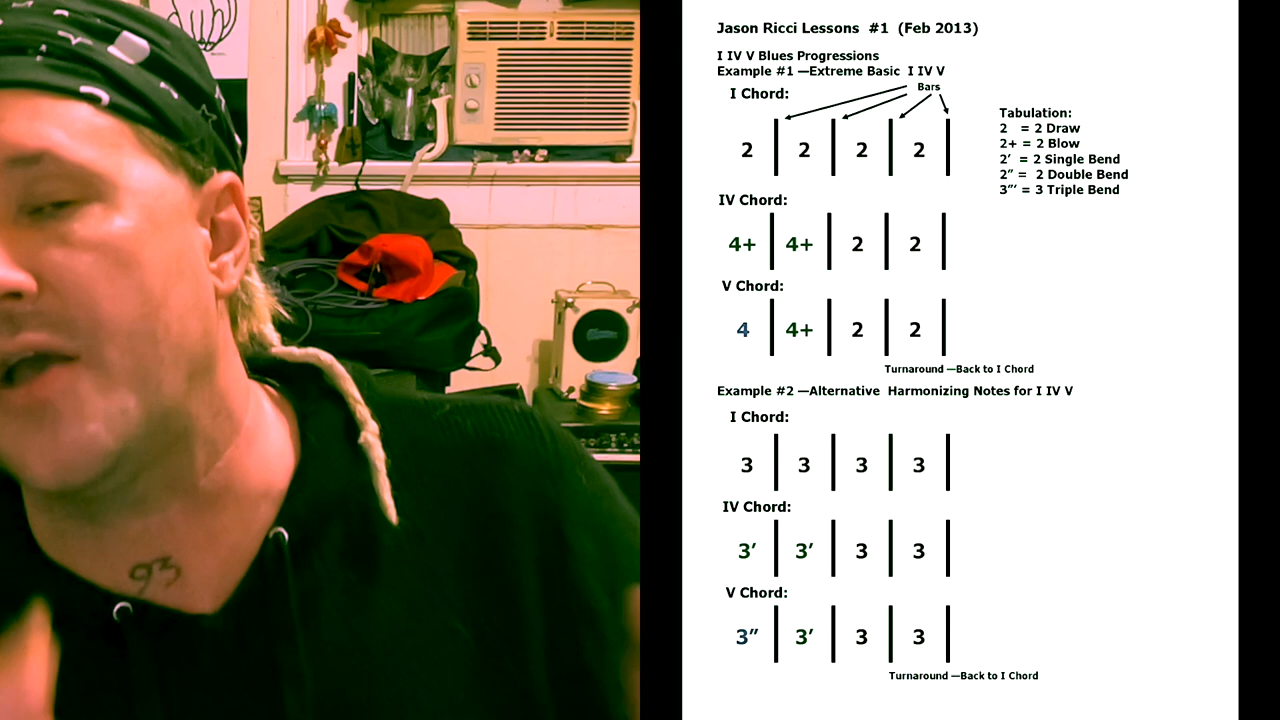 93
Jason Ricci Lessons #1 (Feb 2013)
I IV V Blues Progressions
Example #1 —Extreme Basic I IV V
Bars
I Chord:
2 2 2 2
Tabulation:
2 = 2 Draw
2+ = 2 Blow
2′ = 2 Single Bend
2″ = 2 Double Bend
3″′ = 3 Triple Bend
IV Chord:
4+ 4+ 2 2
V Chord:
4 4+ 2 2
Turnaround —Back to I Chord
Example #2 —Alternative Harmonizing Notes for I IV V
I Chord:
3 3 3 3
IV Chord:
3′ 3′ 3 3
V Chord:
3″ 3′ 3 3
Turnaround —Back to I Chord